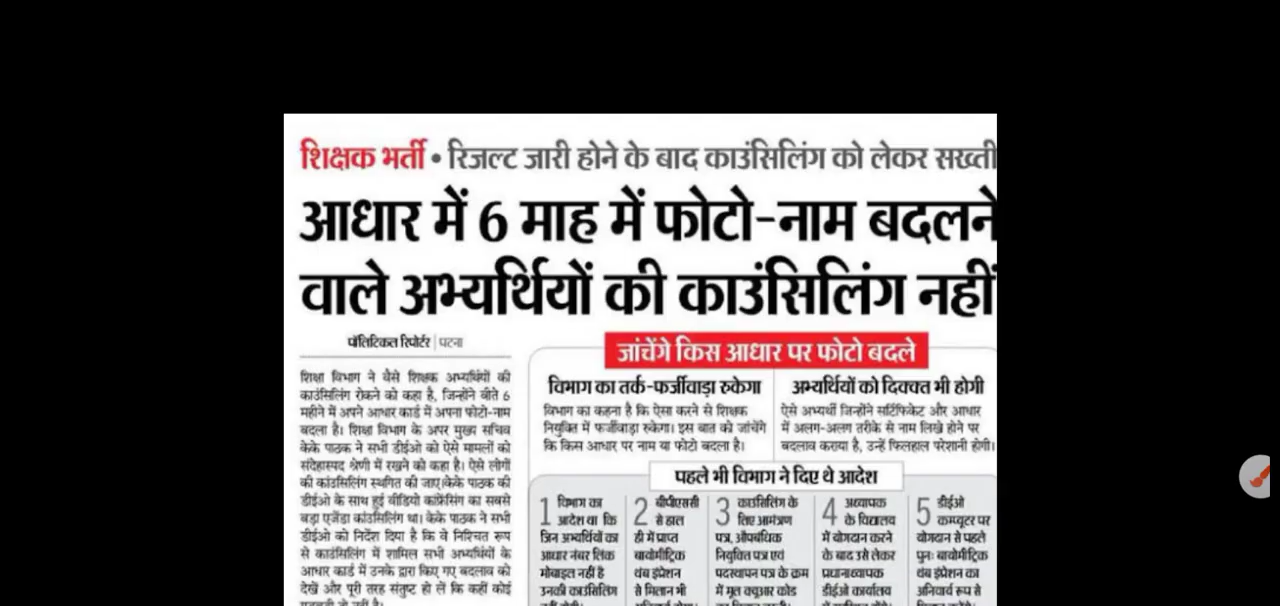 शिक्षक भर्ती • रिजल्ट जारी होने के बाद काउंसिलिंग को लेकर सख्ती
आधार में 6 माह में फोटो-नाम बदलने
वाले अभ्यर्थियों की काउंसिलिंग नहीं
पॉलिटिकल रिपोर्टर | पटना
शिक्षा विभाग ने वैसे शिक्षक अभ्यर्थियों की
काउंसिलिंग रोकने को कहा है, जिन्होंने बीते 6
महीने में अपने आधार कार्ड में अपना फोटो-नाम
बदला है। शिक्षा विभाग के अपर मुख्य सचिव
केके पाठक ने सभी डीईओ को ऐसे मामलों को
संदेहास्पद श्रेणी में रखने को कहा है। ऐसे लोगों
की कांउसिलिंग स्थगित की जाए।केके पाठक की
डीईओ के साथ हुई वीडियो कांफ्रेंसिंग का सबसे
बड़ा एजेंडा कांउसिलिंग था। केके पाठक ने सभी
डीईओ को निर्देश दिया है कि वे निश्चित रूप
से काउंसिलिंग में शामिल सभी अभ्यर्थियों के
आधार कार्ड में उनके द्वारा किए गए बदलाव को
देखें और पूरी तरह संतुष्ट हो लें कि कहीं कोई
जांचेंगे किस आधार पर फोटो बदले
विभाग का तर्क-फर्जीवाड़ा रुकेगा
विभाग का कहना है कि ऐसा करने से शिक्षक
नियुक्ति में फर्जीवाड़ा रुकेगा। इस बात को जांचेंगे
कि किस आधार पर नाम या फोटो बदला है।
अभ्यर्थियों को दिक्कत भी होगी
ऐसे अभ्यर्थी जिन्होंने सर्टिफिकेट और आधार
में अलग-अलग तरीके से नाम लिखे होने पर
बदलाव कराया है, उन्हें फिलहाल परेशानी होगी।
पहले भी विभाग ने दिए थे आदेश
1 विभाग का
आदेश था कि
जिन अभ्यर्थियों का
आधार नंबर लिंक
मोबाइल नहीं है
उनकी काउंसिलिंग
2 बीपीएससी
से हाल
ही में प्राप्त
बायोमीट्रिक
थंब इंप्रेशन
से मिलान भी
3 काउंसिलिंग के
लिए आमंत्रण
पत्र, औपबंधिक
नियुक्ति पत्र एवं
पदस्थापन पत्र के क्रम
में मूल क्यूआर कोड
4 अध्यापक
के विद्यालय
में योगदान करने
के बाद उसे लेकर
प्रधानाध्यापक
डीईओ कार्यालय
5 डीईओ
कम्प्यूटर पर
योगदान से पहले
पुनः बायोमीट्रिक
थंब इंप्रेशन का
अनिवार्य रूप से